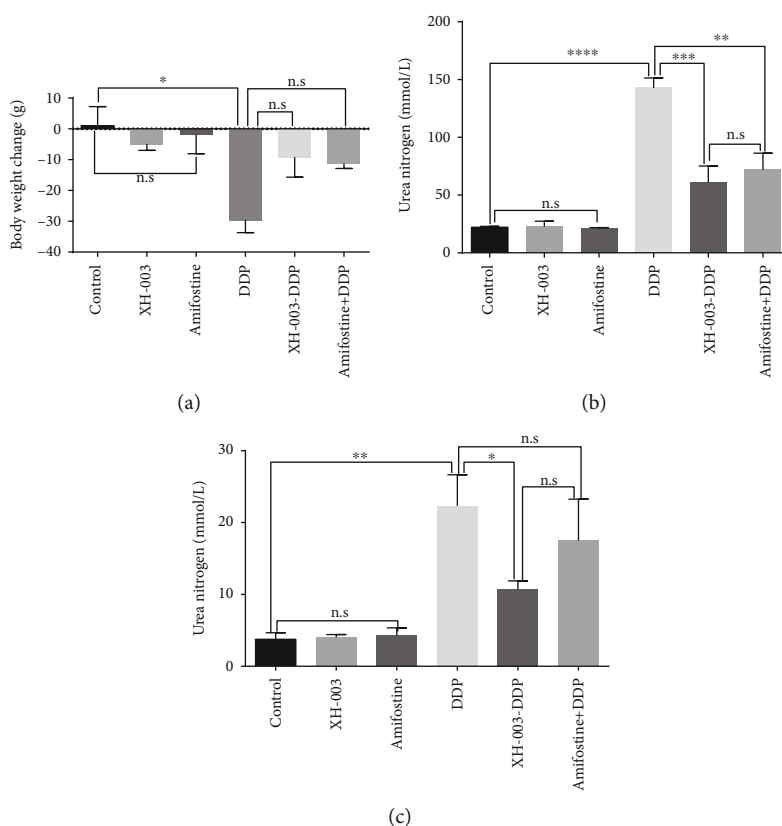 *
n.s
n.s
n.s
Body weight change (g)
10
0
–10
–20
–30
–40
Control
XH-003
Amifostine
DDP
XH-003-DDP
Amifostine+DDP
(a)
****
**
***
n.s
n.s
Urea nitrogen (mmol/L)
200
150
100
50
0
Control
XH-003
Amifostine
DDP
XH-003-DDP
Amifostine+DDP
(b)
n.s
**
*
n.s
n.s
Urea nitrogen (mmol/L)
30
20
10
0
Control
XH-003
Amifostine
DDP
XH-003-DDP
Amifostine+DDP
(c)